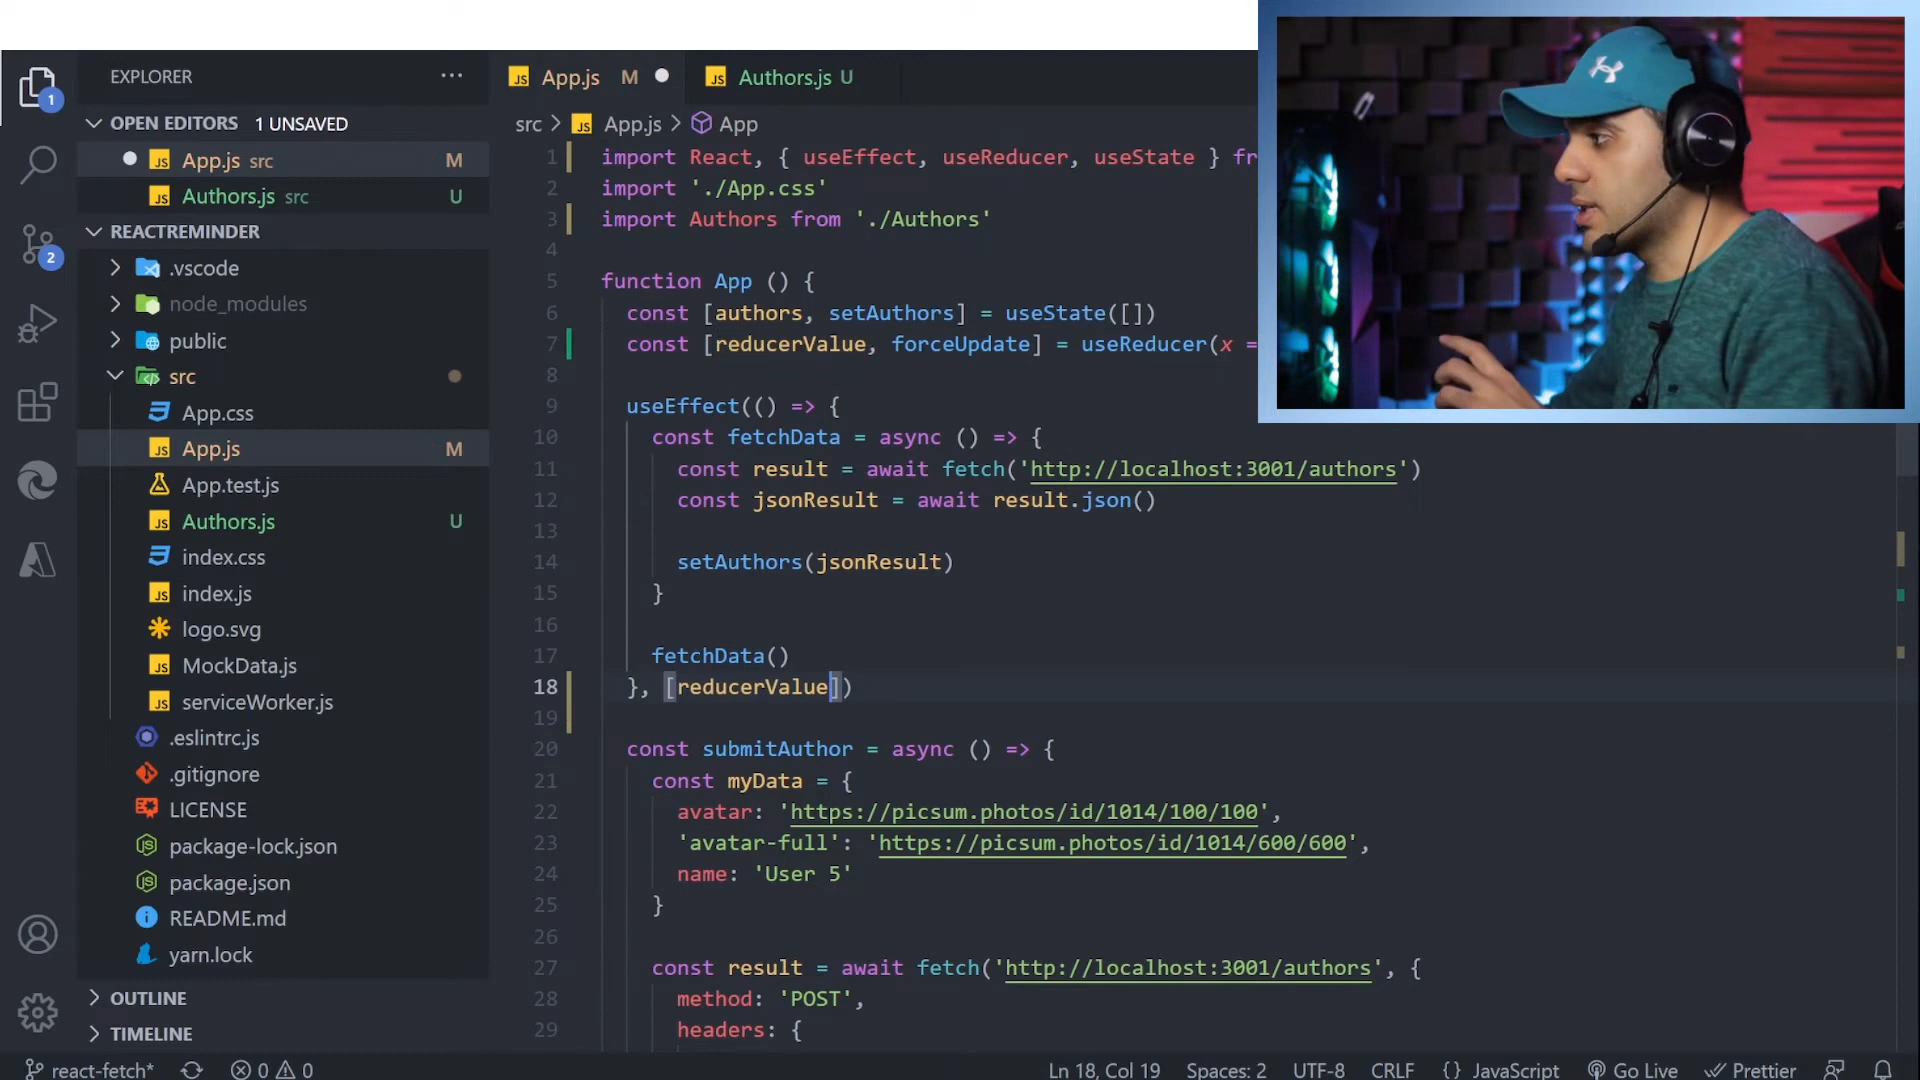 EXPLORER
OPEN EDITORS 1 UNSAVED
App.js src M
Authors.js src U
REACTREMINDER
.vscode
node_modules
public
src
App.css
App.js M
App.test.js
Authors.js U
index.css
index.js
logo.svg
MockData.js
serviceWorker.js
.eslintrc.js
.gitignore
LICENSE
package-lock.json
package.json
README.md
yarn.lock
OUTLINE
TIMELINE
1
2
App.js M
Authors.js U
src > App.js > App
1 import React, { useEffect, useReducer, useState } fr
2 import './App.css'
3 import Authors from './Authors'
4
5 function App () {
6 const [authors, setAuthors] = useState([])
7 const [reducerValue, forceUpdate] = useReducer(x =
8
9 useEffect(() => {
10 const fetchData = async () => {
11 const result = await fetch('http://localhost:3001/authors')
12 const jsonResult = await result.json()
13
14 setAuthors(jsonResult)
15 }
16
17 fetchData()
18 }, [reducerValue])
19
20 const submitAuthor = async () => {
21 const myData = {
22 avatar: 'https://picsum.photos/id/1014/100/100',
23 'avatar-full': 'https://picsum.photos/id/1014/600/600',
24 name: 'User 5'
25 }
26
27 const result = await fetch('http://localhost:3001/authors', {
28 method: 'POST',
29 headers: {
react-fetch* 0 0 Ln 18, Col 19 Spaces: 2 UTF-8 CRLF {} JavaScript Go Live Prettier